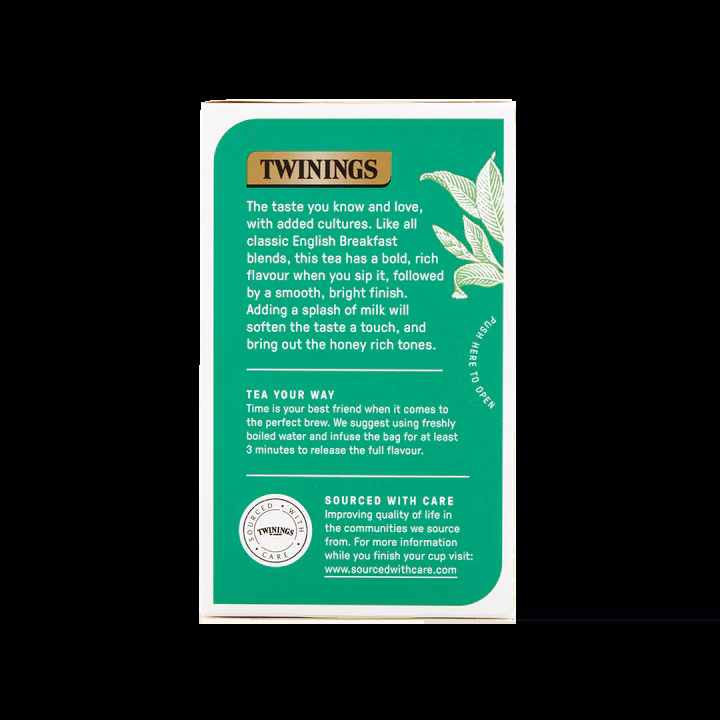 TWININGS
The taste you know and love,
with added cultures. Like all
classic English Breakfast
blends, this tea has a bold, rich
flavour when you sip it, followed
by a smooth, bright finish.
Adding a splash of milk will
soften the taste a touch, and
bring out the honey rich tones.
PUSH HERE TO OPEN
TEA YOUR WAY
Time is your best friend when it comes to
the perfect brew. We suggest using freshly
boiled water and infuse the bag for at least
3 minutes to release the full flavour.
SOURCED • WITH • CARE •
TWININGS
SOURCED WITH CARE
Improving quality of life in
the communities we source
from. For more information
while you finish your cup visit:
www.sourcedwithcare.com